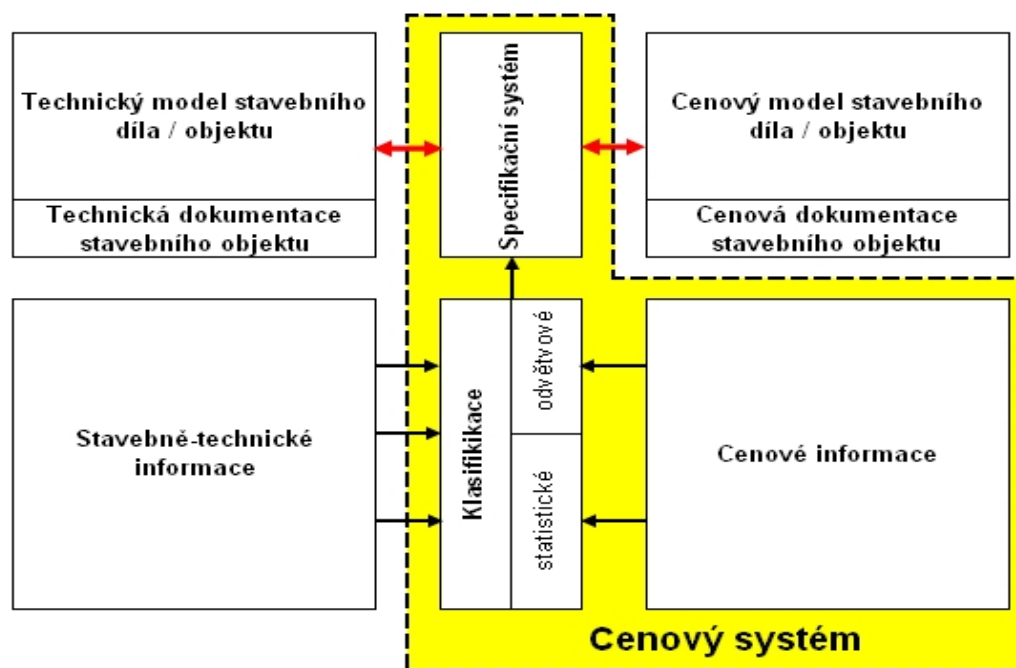 Technický model stavebního
díla / objektu
Technická dokumentace
stavebního objektu
Specifikační systém
Cenový model stavebního
díla / objektu
Cenová dokumentace
stavebního objektu
Stavebně-technické
informace
Klasifikikace
odvětvové
statistické
Cenové informace
Cenový systém